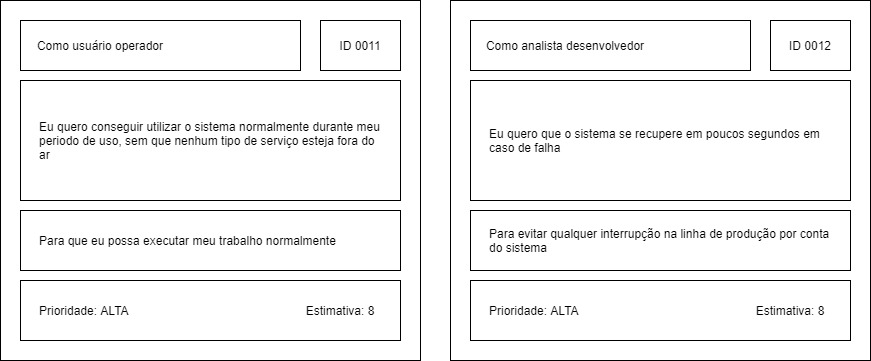 Como usuário operador
ID 0011
Eu quero conseguir utilizar o sistema normalmente durante meu
periodo de uso, sem que nenhum tipo de serviço esteja fora do
ar
Para que eu possa executar meu trabalho normalmente
Prioridade: ALTA
Estimativa: 8
Como analista desenvolvedor
ID 0012
Eu quero que o sistema se recupere em poucos segundos em
caso de falha
Para evitar qualquer interrupção na linha de produção por conta
do sistema
Prioridade: ALTA
Estimativa: 8